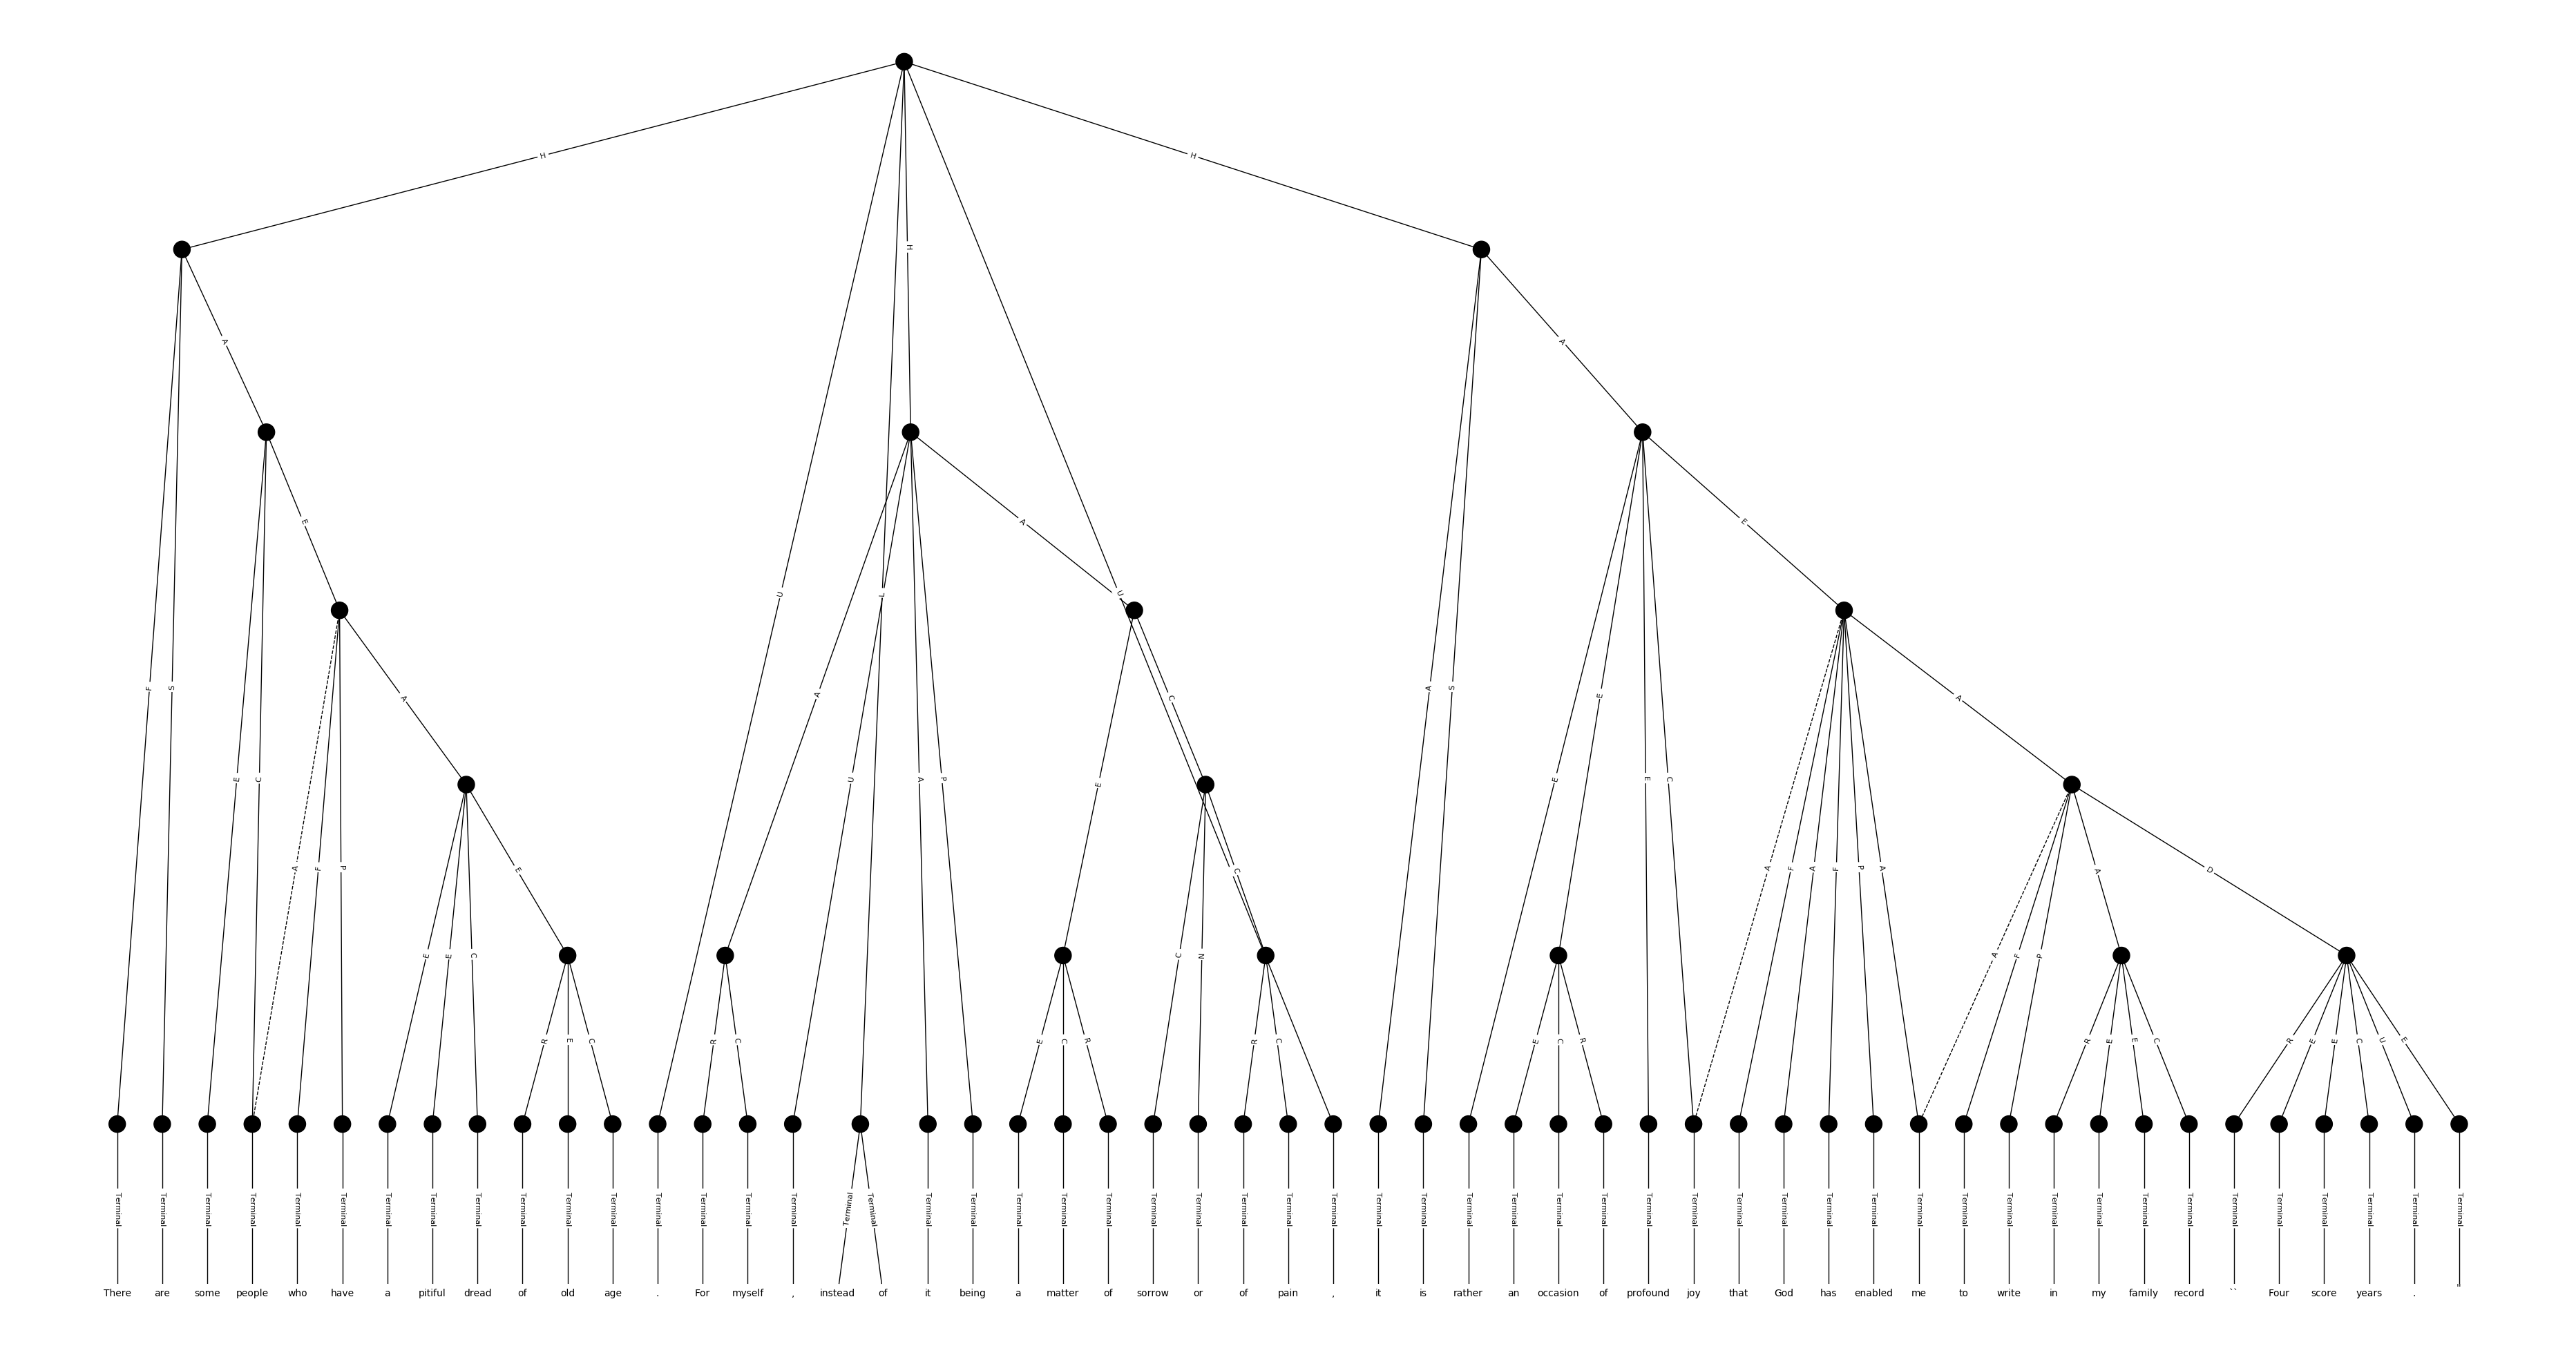 H H
H
A A
E A E
U L U
F S A A C A S E A
E C U A P E E E C
A F P E C A F A F P A A D
E E C C N A F P
R E C R C E C R R C E C R R E E C R E E C U E
Terminal Terminal Terminal Terminal Terminal Terminal Terminal Terminal Terminal Terminal Terminal Terminal Terminal Terminal Terminal Terminal Terminal Terminal Terminal Terminal Terminal Terminal Terminal Terminal Terminal Terminal Terminal Terminal Terminal Terminal Terminal Terminal Terminal Terminal Terminal Terminal Terminal Terminal Terminal Terminal Terminal Terminal Terminal Terminal Terminal Terminal Terminal Terminal Terminal Terminal Terminal Terminal Terminal
There are some people who have a pitiful dread of old age . For myself , instead of it being a matter of sorrow or of pain , it is rather an occasion of profound joy that God has enabled me to write in my family record `` Four score years . "